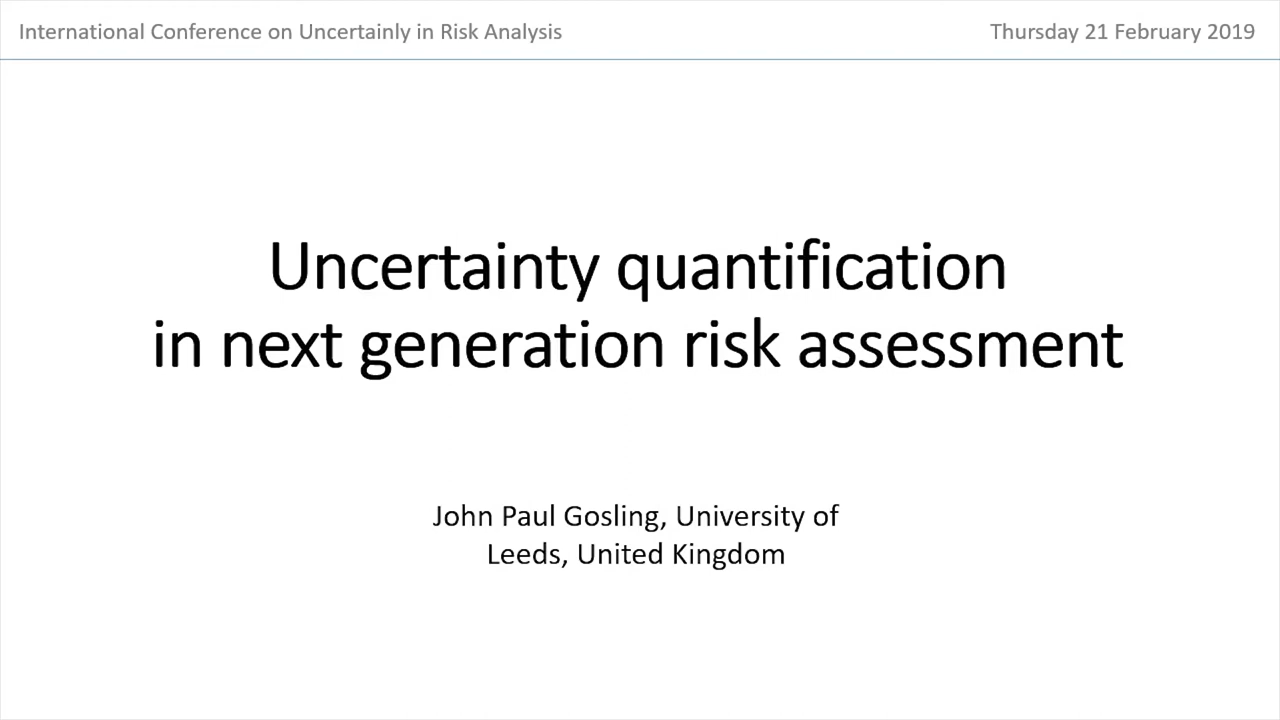 International Conference on Uncertainly in Risk Analysis
Thursday 21 February 2019
Uncertainty quantification
in next generation risk assessment
John Paul Gosling, University of
Leeds, United Kingdom